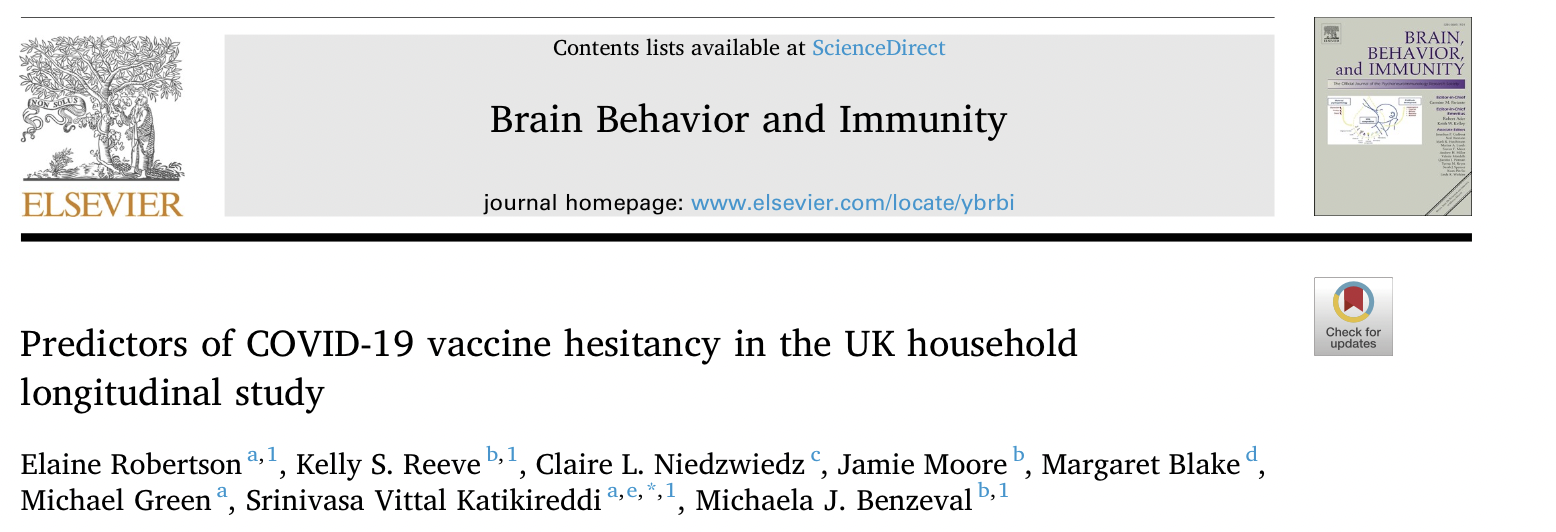 Contents lists available at ScienceDirect
Brain Behavior and Immunity
journal homepage: www.elsevier.com/locate/ybrbi
NON SOLUS
ELSEVIER
BRAIN,
BEHAVIOR,
and IMMUNITY
Check for
updates
Predictors of COVID-19 vaccine hesitancy in the UK household
longitudinal study
Elaine Robertson a,1, Kelly S. Reeve b,1, Claire L. Niedzwiedz c, Jamie Moore b, Margaret Blake d,
Michael Green a, Srinivasa Vittal Katikireddi a,e,*,1, Michaela J. Benzeval b,1